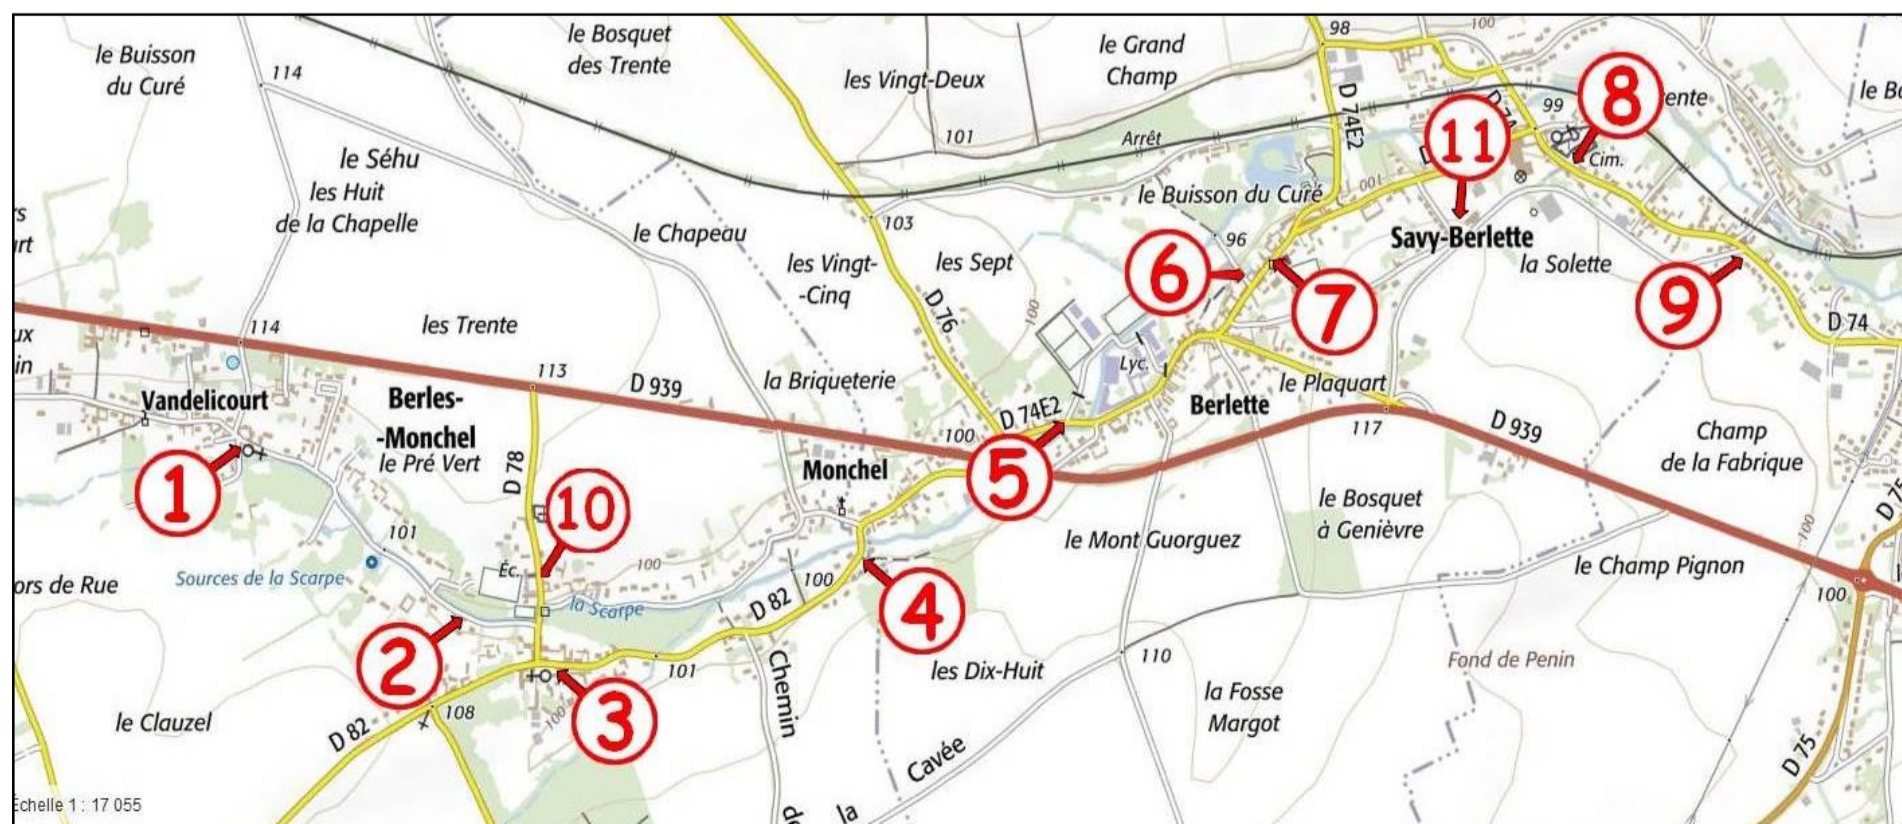 le Buisson
du Curé
le Bosquet
des Trente
114
les Vingt-Deux
le Grand
Champ
98
100
D 74E2
8
99
11
Cim.
101
Arrêt
le Séhu
les Huit
de la Chapelle
le Chapeau
103
le Buisson du Curé
001
96
Savy-Berlette
la Solette
les Vingt-
-Cinq
les Sept
100
6
7
9
D 74
D 76
114
les Trente
113
D 939
la Briqueterie
Lyc.
le Plaquart
Vandelicourt
Berles-
-Monchel
le Pré Vert
Berlette
D 74E2
100
117
D 939
Champ
de la Fabrique
1
D 78
10
Monchel
5
le Bosquet
à Genièvre
le Mont Guorguez
le Champ Pignon
100
101
Éc.
100
Sources de la Scarpe
la Scarpe
ors de Rue
2
3
4
100
D 82
101
100
100
110
les Dix-Huit
Fond de Penin
la Fosse
Margot
le Clauzel
108
D 82
Chemin
de
la
Cavée
D 75
Échelle 1 : 17 055